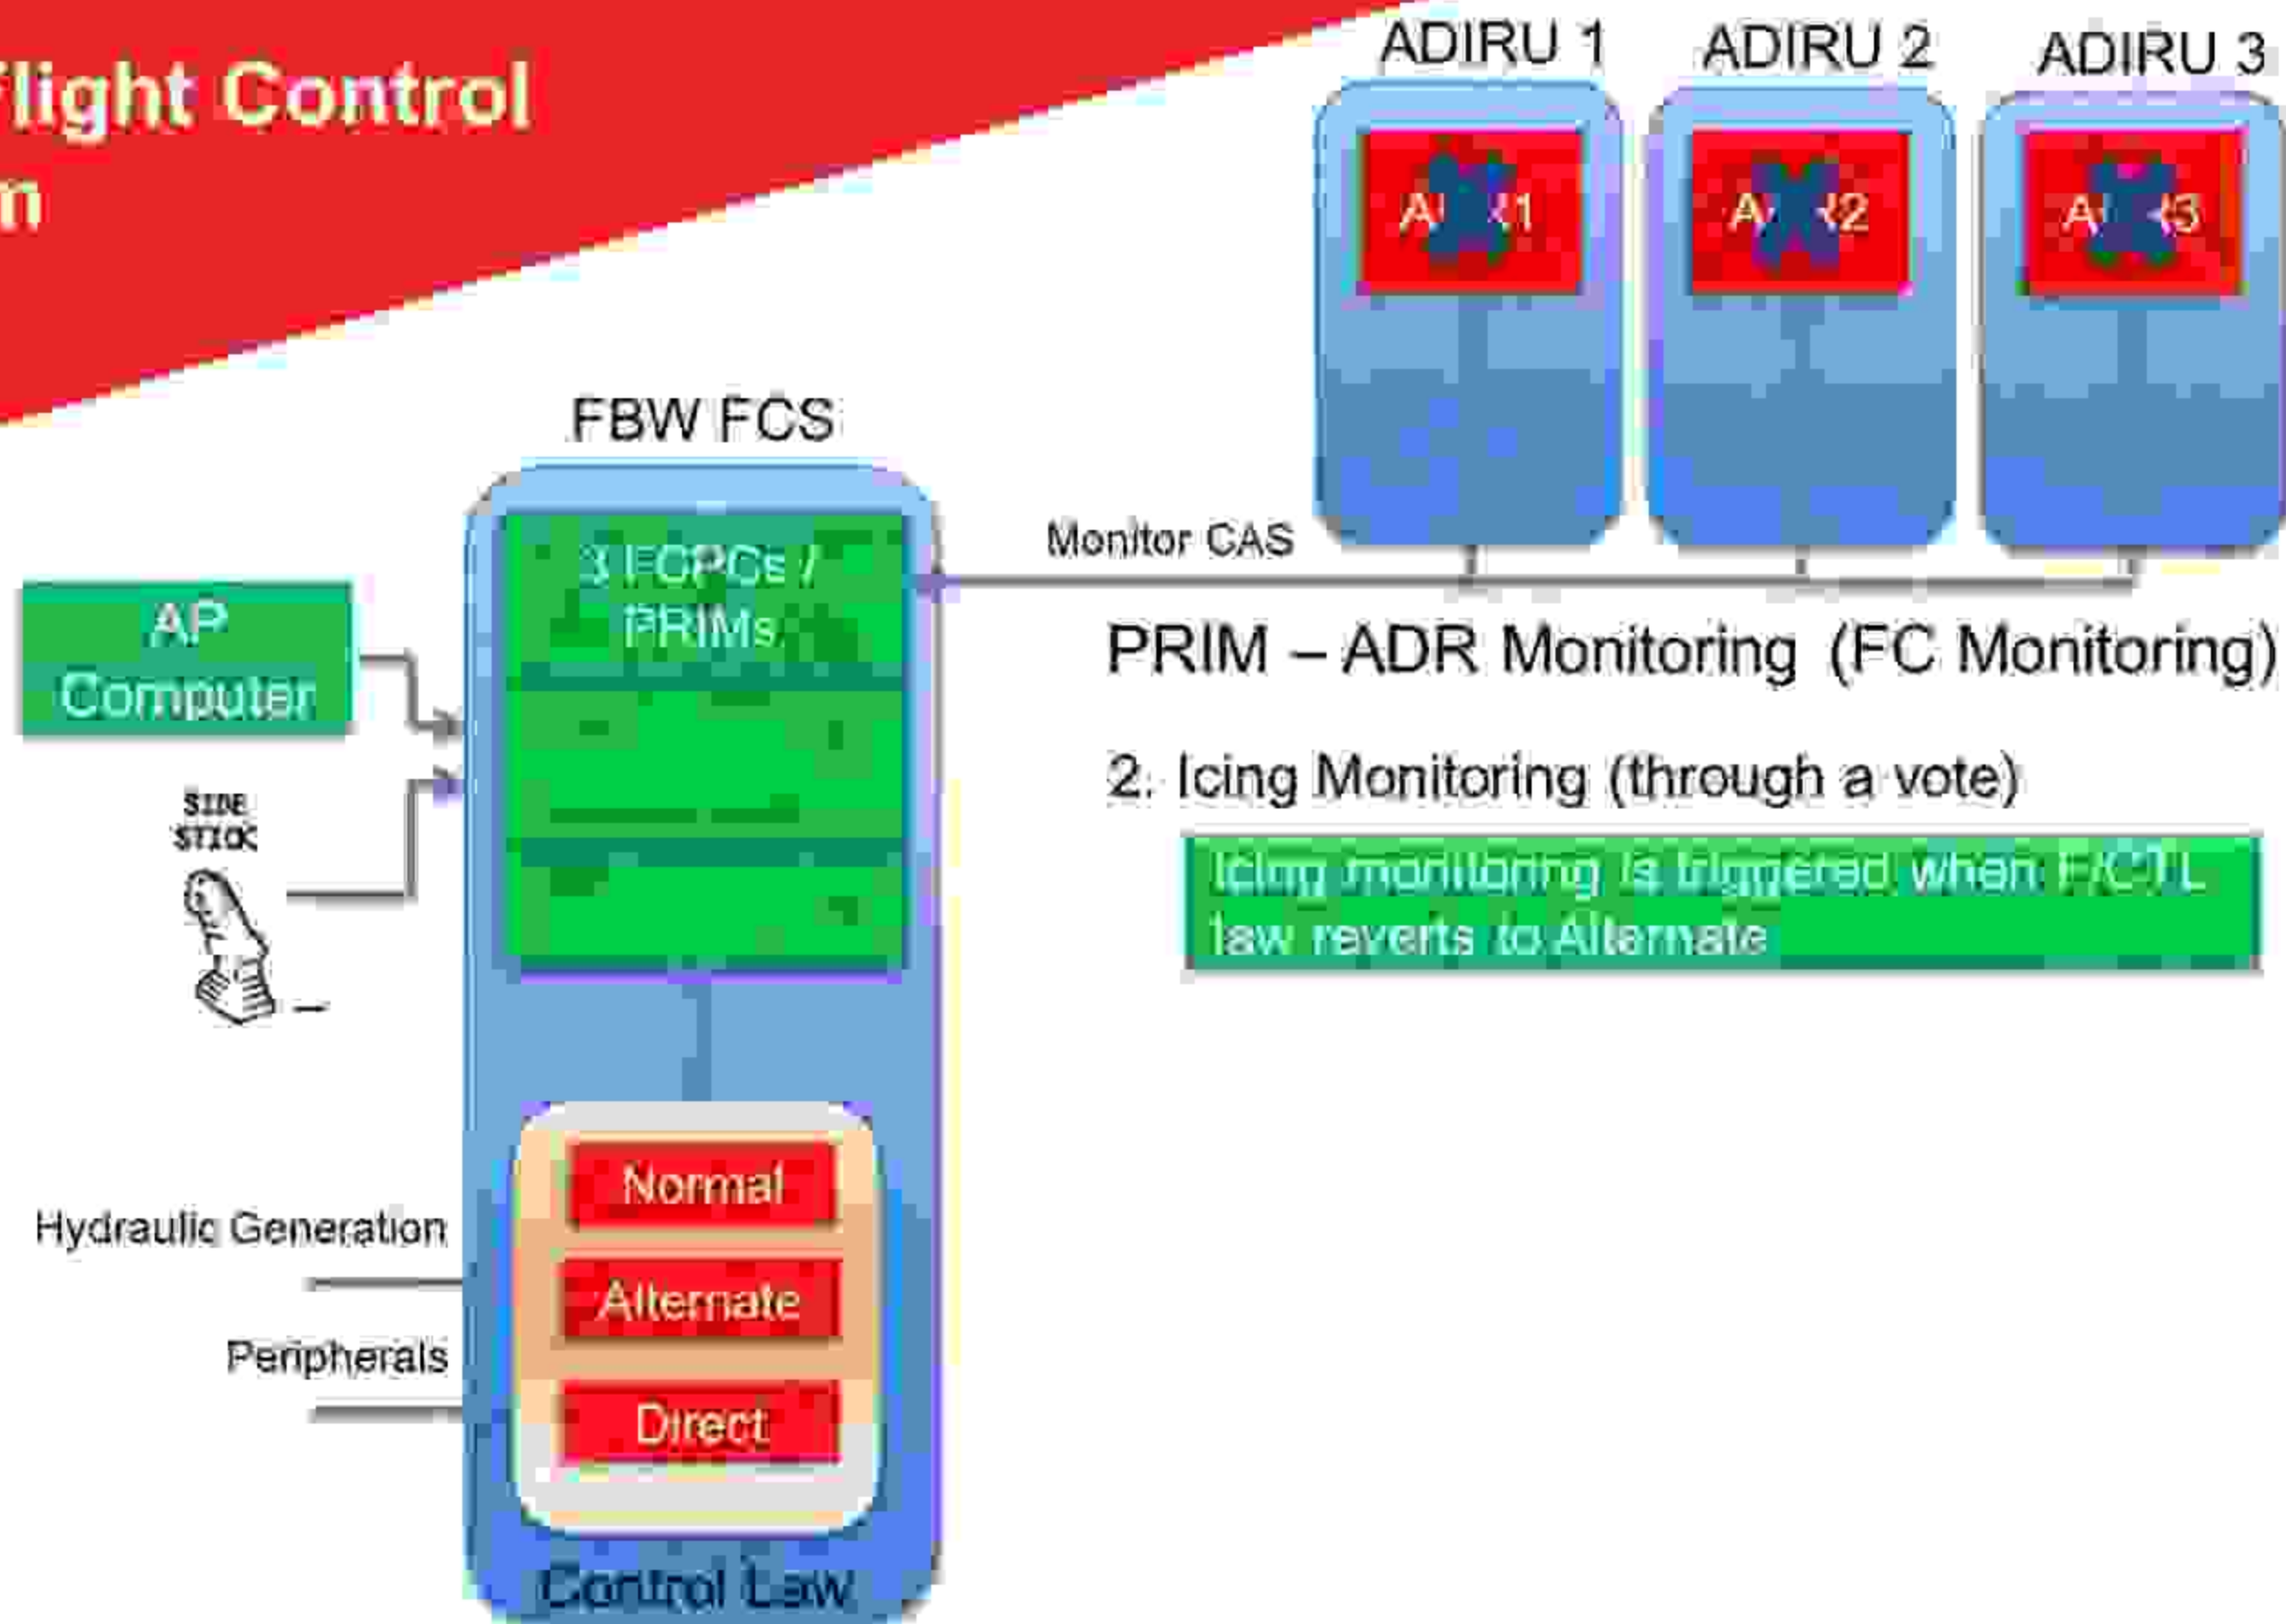 flight Control
n
ADIRU 1
ADIRU 2
ADIRU 3
FBW FCS
Monitor CAS
3 FCPCs /
PRIMs
AP
Computer
PRIM – ADR Monitoring (FC Monitoring)
2. Icing Monitoring (through a vote)
SIDE
STICK
Icing monitoring is triggered when F/CTL
law reverts to Alternate
Normal
Hydraulic Generation
Alternate
Peripherals
Direct
Control Law